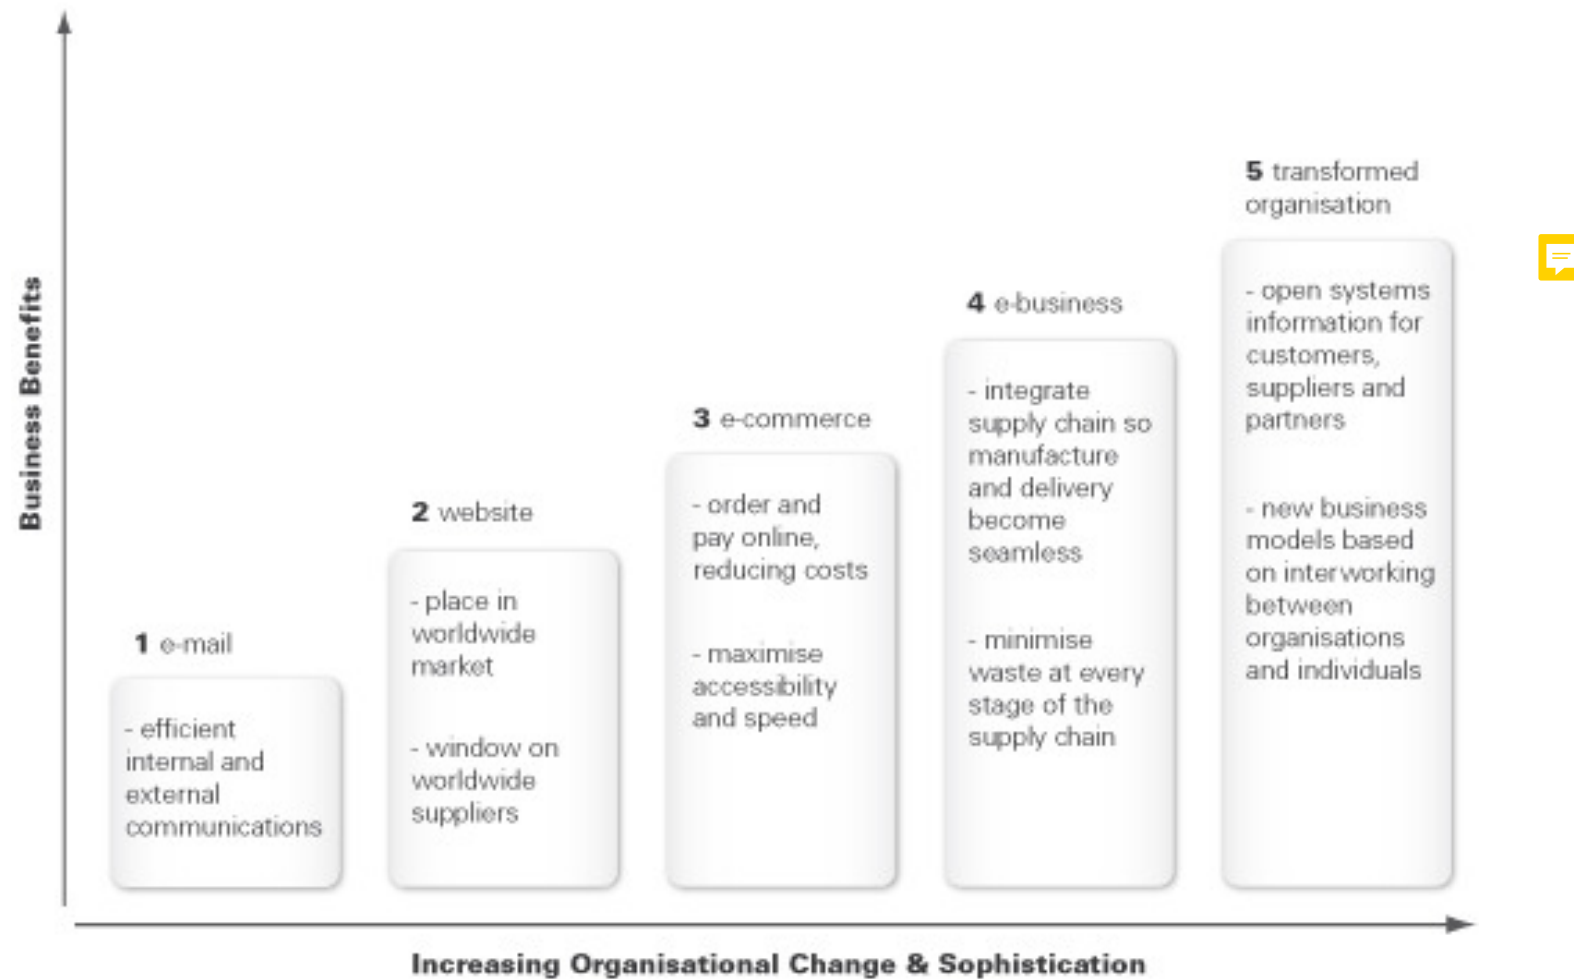 Business Benefits
1 e-mail
- efficient
internal and
external
communications
2 website
- place in
worldwide
market
- window on
worldwide
suppliers
3 e-commerce
- order and
pay online,
reducing costs
- maximise
accessibility
and speed
4 e-business
- integrate
supply chain so
manufacture
and delivery
become
seamless
- minimise
waste at every
stage of the
supply chain
5 transformed
organisation
- open systems
information for
customers,
suppliers and
partners
- new business
models based
on interworking
between
organisations
and individuals
Increasing Organisational Change & Sophistication